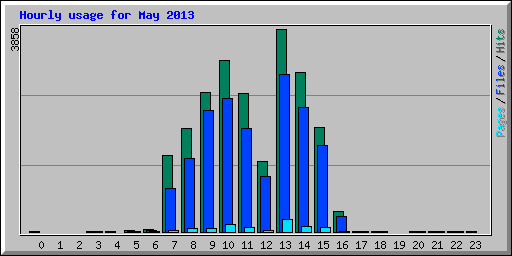 Hourly usage for May 2013
3858
Pages/Files/Hits
0 1 2 3 4 5 6 7 8 9 10 11 12 13 14 15 16 17 18 19 20 21 22 23